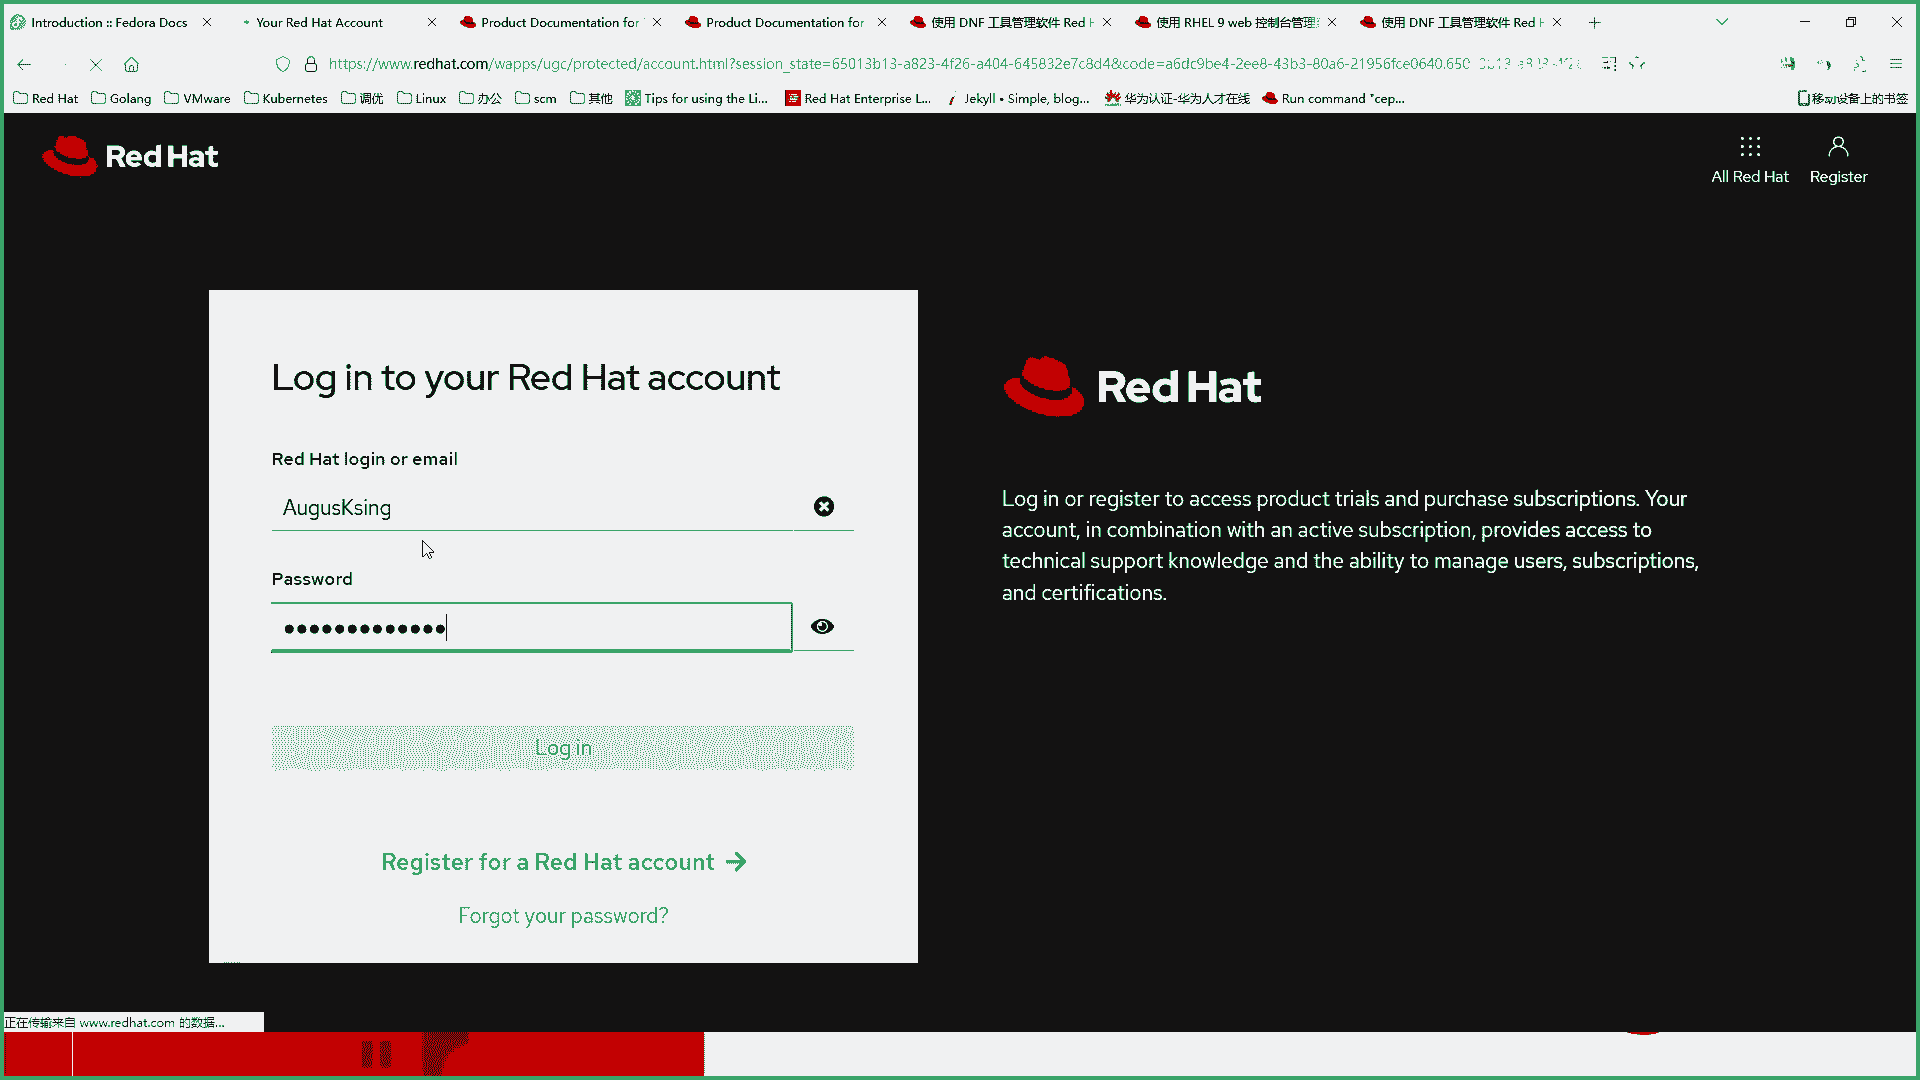 Introduction :: Fedora Docs
Your Red Hat Account
Product Documentation for
Product Documentation for
使用 DNF 工具管理软件 Red H
使用 RHEL 9 web 控制台管理
使用 DNF 工具管理软件 Red H
https://www.redhat.com/wapps/ugc/protected/account.html?session_state=65013b13-a823-4f26-a404-645832e7c8d4&code=a6dc9be4-2ee8-43b3-80a6-21956fce0640.650
Red Hat
Golang
VMware
Kubernetes
调优
Linux
办公
scm
其他
Tips for using the Li...
Red Hat Enterprise L...
Jekyll • Simple, blog...
华为认证-华为人才在线
Run command "cep...
移动设备上的书签
Red Hat
All Red Hat
Register
Log in to your Red Hat account
Red Hat login or email
AugusKsing
Password
Log in
Register for a Red Hat account
Forgot your password?
Red Hat
Log in or register to access product trials and purchase subscriptions. Your
account, in combination with an active subscription, provides access to
technical support knowledge and the ability to manage users, subscriptions,
and certifications.
正在传输来自 www.redhat.com 的数据...